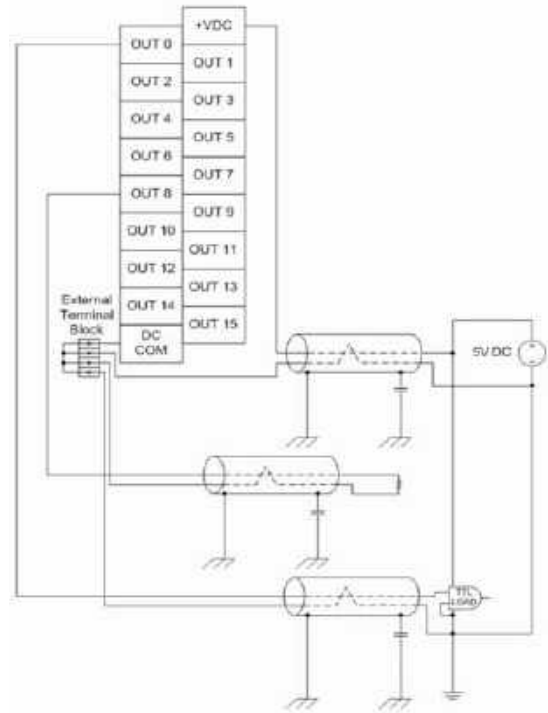 +VDC
OUT 0
OUT 1
OUT 2
OUT 3
OUT 4
OUT 5
OUT 6
OUT 7
OUT 8
OUT 9
OUT 10
OUT 11
OUT 12
OUT 13
OUT 14
OUT 15
DC
COM
External
Terminal
Block
5V DC
TTL
LOAD